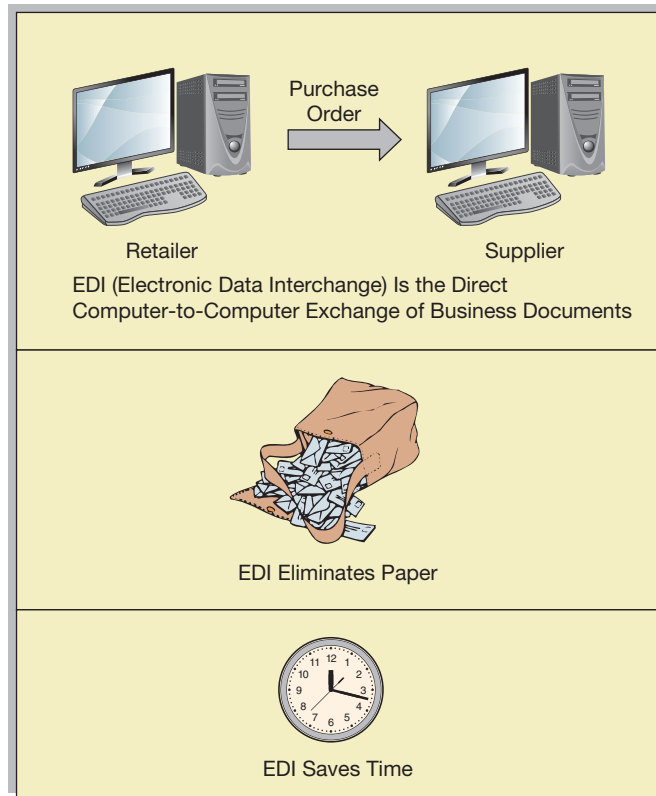 Purchase
Order
Retailer
Supplier
EDI (Electronic Data Interchange) Is the Direct
Computer-to-Computer Exchange of Business Documents
EDI Eliminates Paper
12
11 1
10 2
9 3
8 4
7 5
6
EDI Saves Time